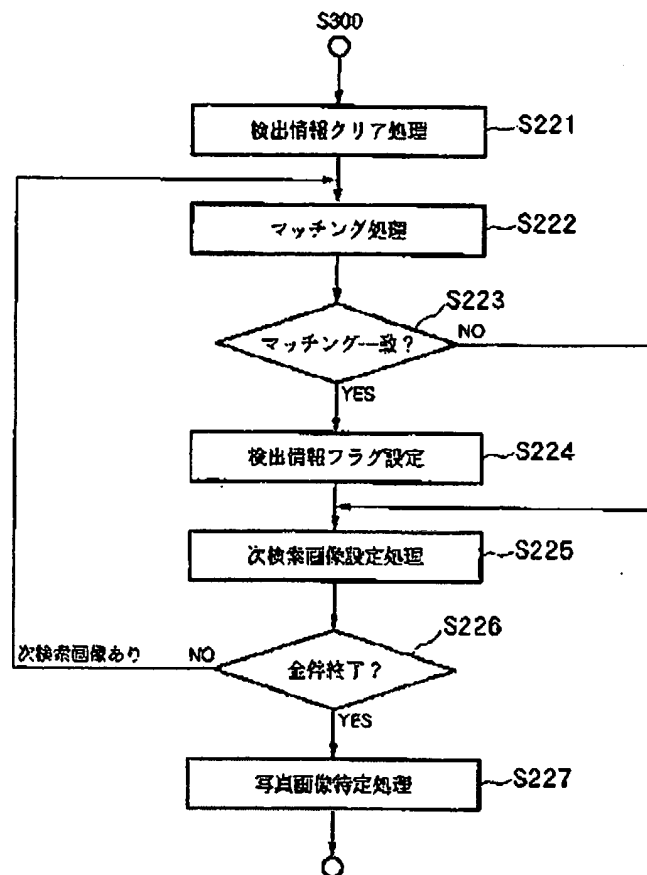 S300
検出情報クリア処理
S221
マッチング処理
S222
S223
マッチング一致?
NO
YES
検出情報フラグ設定
S224
次検索画像設定処理
S225
S226
次検索画像あり
NO
全件終了?
YES
写真画像特定処理
S227